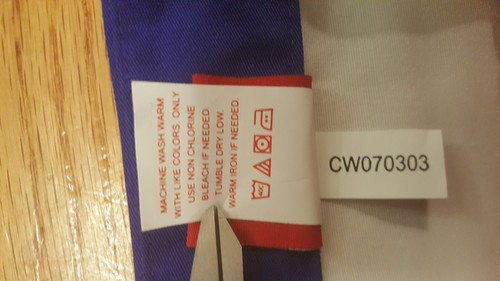 MACHINE WASH WARM
WITH LIKE COLORS. ONLY
USE NON CHLORINE
BLEACH IF NEEDED.
TUMBLE DRY LOW.
WARM IRON IF NEEDED.
CW070303